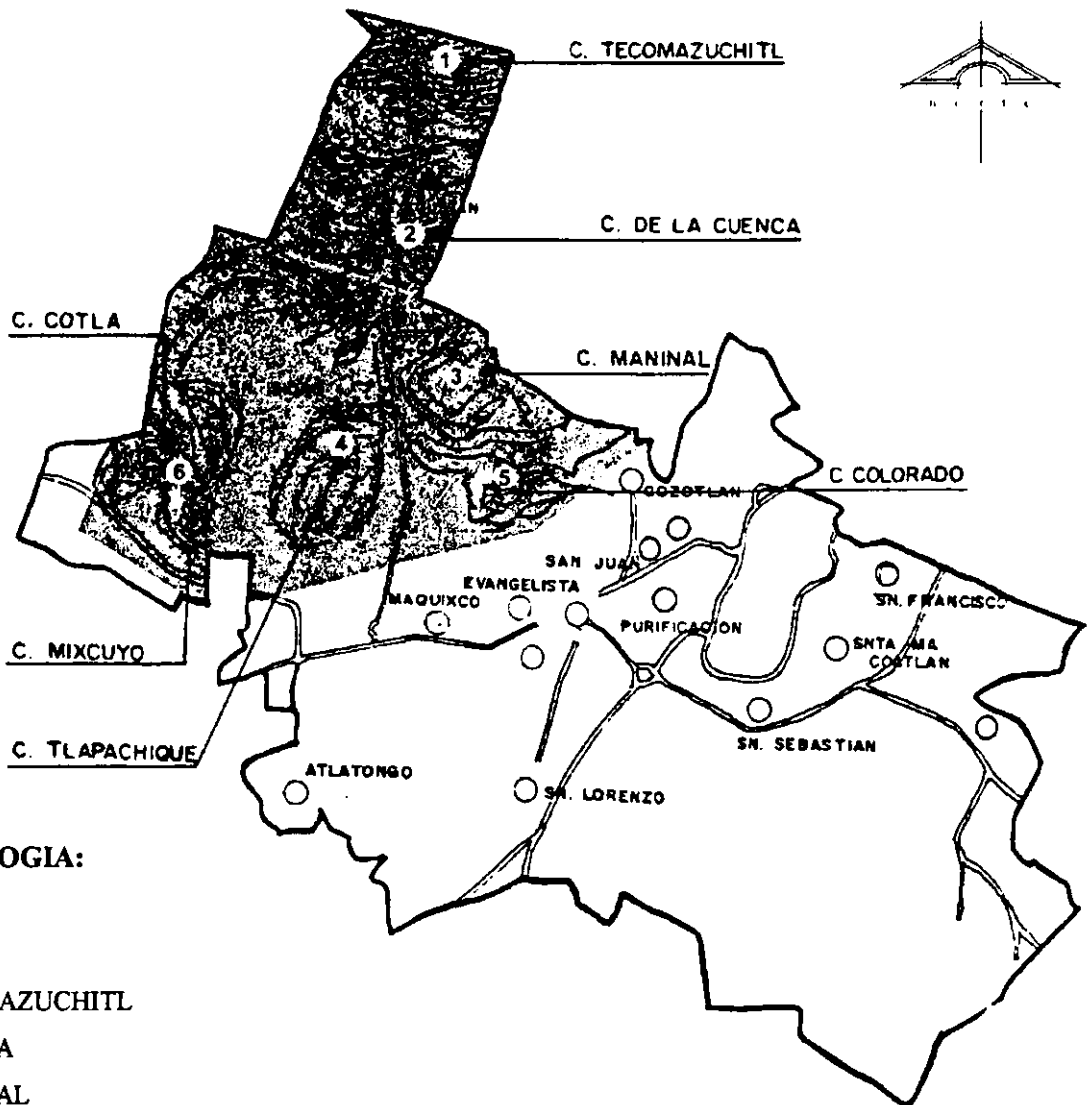 C. TECOMAZUCHITL
1
norte
2
C. DE LA CUENCA
C. COTLA
C. MANINAL
3
4
6
5
C COLORADO
COZOTLAN
SAN JUAN
EVANGELISTA
MAQUIXCO
SN. FRANCISCO
PURIFICACION
C. MIXCUYO
SNTA MA
COATLAN
SN. SEBASTIAN
C. TLAPACHIQUE
ATLATONGO
SN. LORENZO
OGIA:
AZUCHITL
A
AL